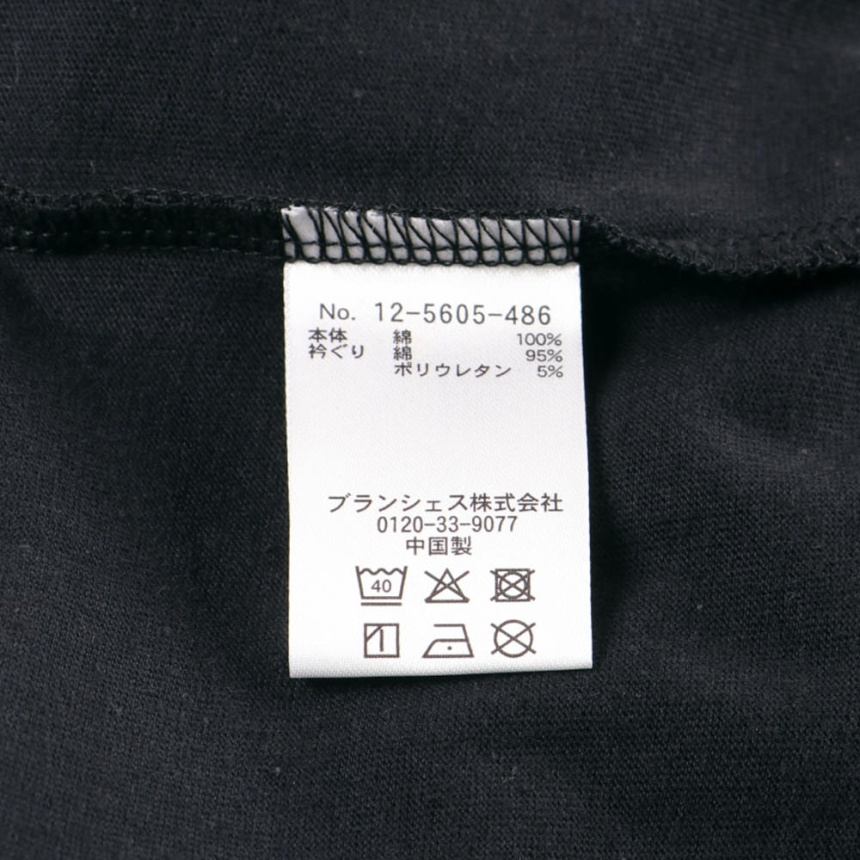 No. 12-5605-486
本体 綿 100%
衿ぐり 綿 95%
ポリウレタン 5%
ブランシェス株式会社
0120-33-9077
中国製
40